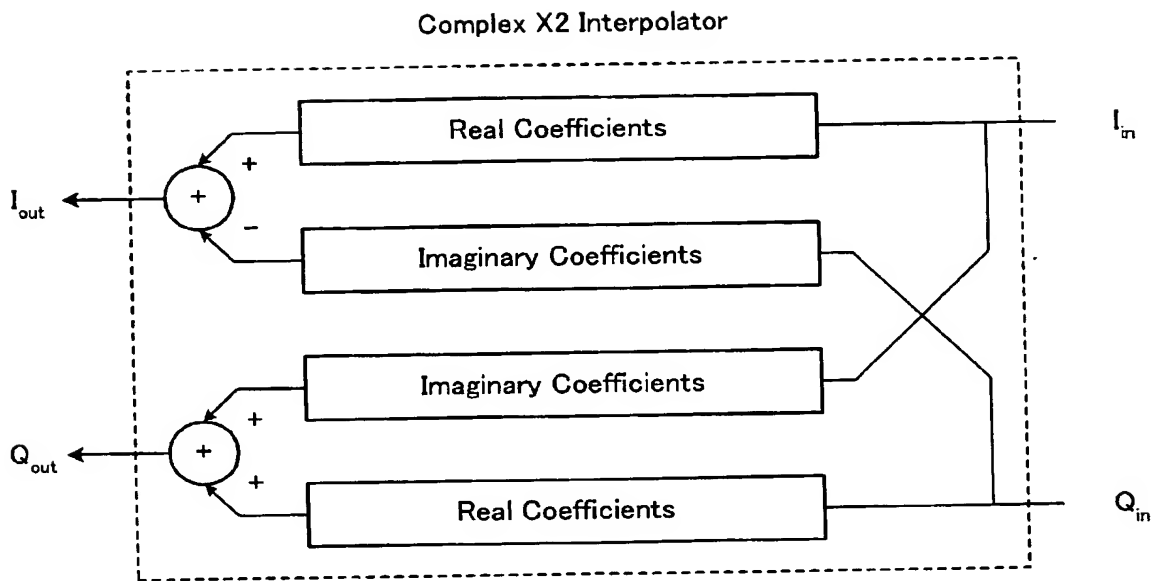 Complex X2 Interpolator
Real Coefficients
I_in
+
+
I_out
−
Imaginary Coefficients
Imaginary Coefficients
+
+
Q_out
+
Real Coefficients
Q_in